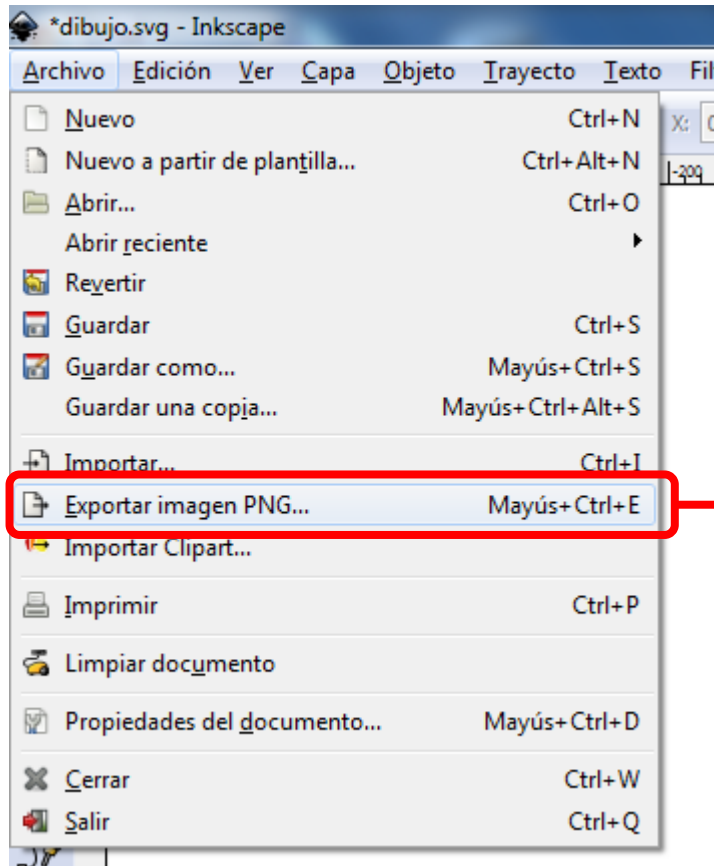 *dibujo.svg - Inkscape
Archivo Edición Ver Capa Objeto Trayecto Texto Fil
Nuevo Ctrl+N
X:
Nuevo a partir de plantilla... Ctrl+Alt+N
-200
Abrir... Ctrl+O
Abrir reciente
Revertir
Guardar Ctrl+S
Guardar como... Mayús+Ctrl+S
Guardar una copia... Mayús+Ctrl+Alt+S
Importar... Ctrl+I
Exportar imagen PNG... Mayús+Ctrl+E
Importar Clipart...
Imprimir Ctrl+P
Limpiar documento
Propiedades del documento... Mayús+Ctrl+D
Cerrar Ctrl+W
Salir Ctrl+Q